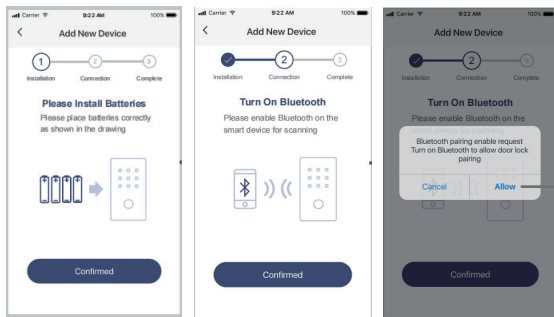 Carrier 9:22 AM 100%
Add New Device
1 2 3
Installation Connection Complete
Please Install Batteries
Please place batteries correctly
as shown in the drawing
Confirmed
Carrier 9:22 AM 100%
Add New Device
2 3
Installation Connection Complete
Turn On Bluetooth
Please enable Bluetooth on the
smart device for scanning
Confirmed
Carrier 9:22 AM 100%
Add New Device
2 3
Installation Connection Complete
Turn On Bluetooth
Please enable Bluetooth on the
smart device for scanning
Bluetooth pairing enable request
Turn on Bluetooth to allow door lock
pairing
Cancel Allow
Confirmed